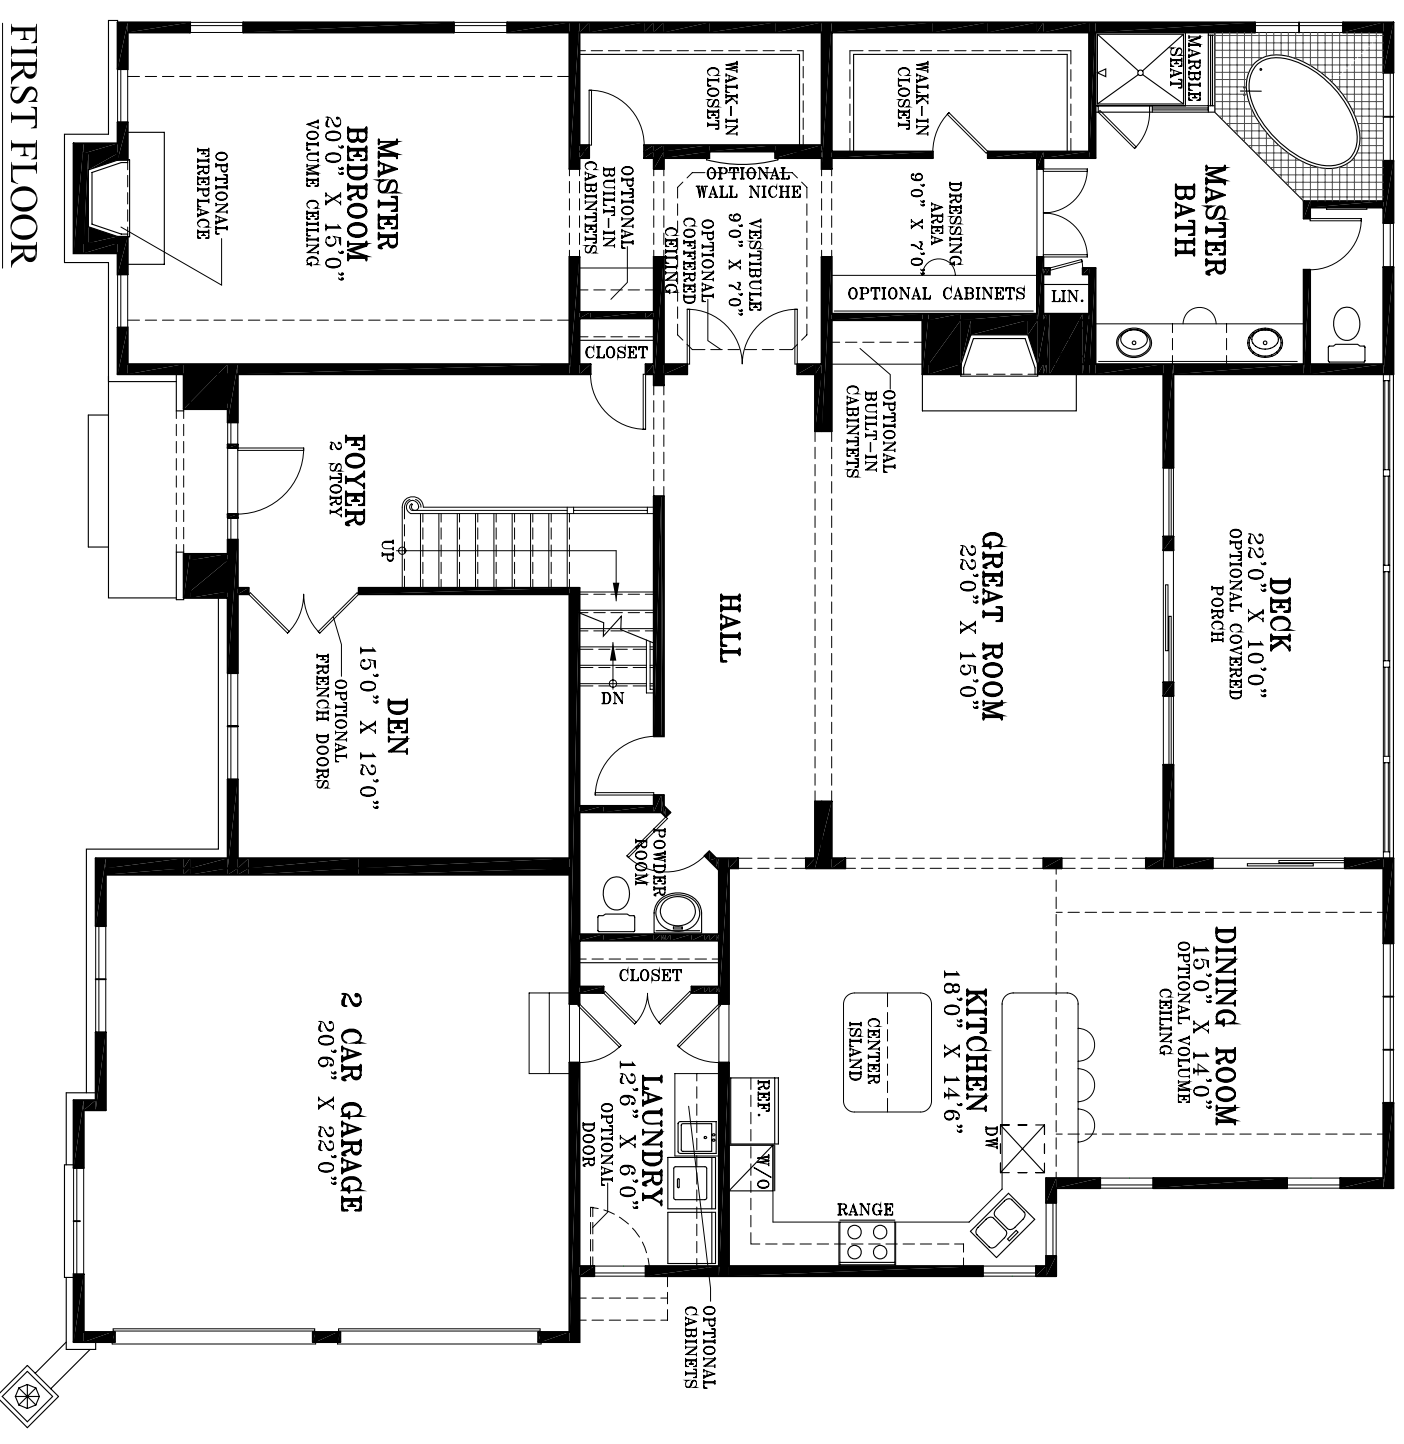 FIRST FLOOR
MASTER
BEDROOM
20'0" X 15'0"
VOLUME CEILING
OPTIONAL
FIREPLACE
WALK-IN
CLOSET
OPTIONAL
BUILT-IN
CABINTETS
CLOSET
OPTIONAL
WALL NICHE
VESTIBULE
9'0" X 7'0"
OPTIONAL
COFFERED
CEILING
WALK-IN
CLOSET
DRESSING
AREA
9'0" X 7'0"
OPTIONAL CABINETS
LIN.
MARBLE
SEAT
MASTER
BATH
OPTIONAL
BUILT-IN
CABINTETS
FOYER
2 STORY
UP
DN
HALL
GREAT ROOM
22'0" X 15'0"
DECK
22'0" X 10'0"
OPTIONAL COVERED
PORCH
DEN
15'0" X 12'0"
OPTIONAL
FRENCH DOORS
POWDER
ROOM
CLOSET
DINING ROOM
15'0" X 14'0"
OPTIONAL VOLUME
CEILING
KITCHEN
18'0" X 14'6"
CENTER
ISLAND
DW
REF.
W/O
RANGE
LAUNDRY
12'6" X 6'0"
OPTIONAL
DOOR
OPTIONAL
CABINETS
2 CAR GARAGE
20'6" X 22'0"